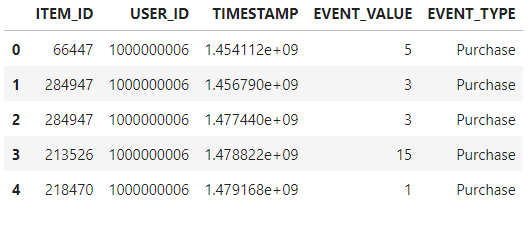 ITEM_ID USER_ID TIMESTAMP EVENT_VALUE EVENT_TYPE
0 66447 1000000006 1.454112e+09 5 Purchase
1 284947 1000000006 1.456790e+09 3 Purchase
2 284947 1000000006 1.477440e+09 3 Purchase
3 213526 1000000006 1.478822e+09 15 Purchase
4 218470 1000000006 1.479168e+09 1 Purchase